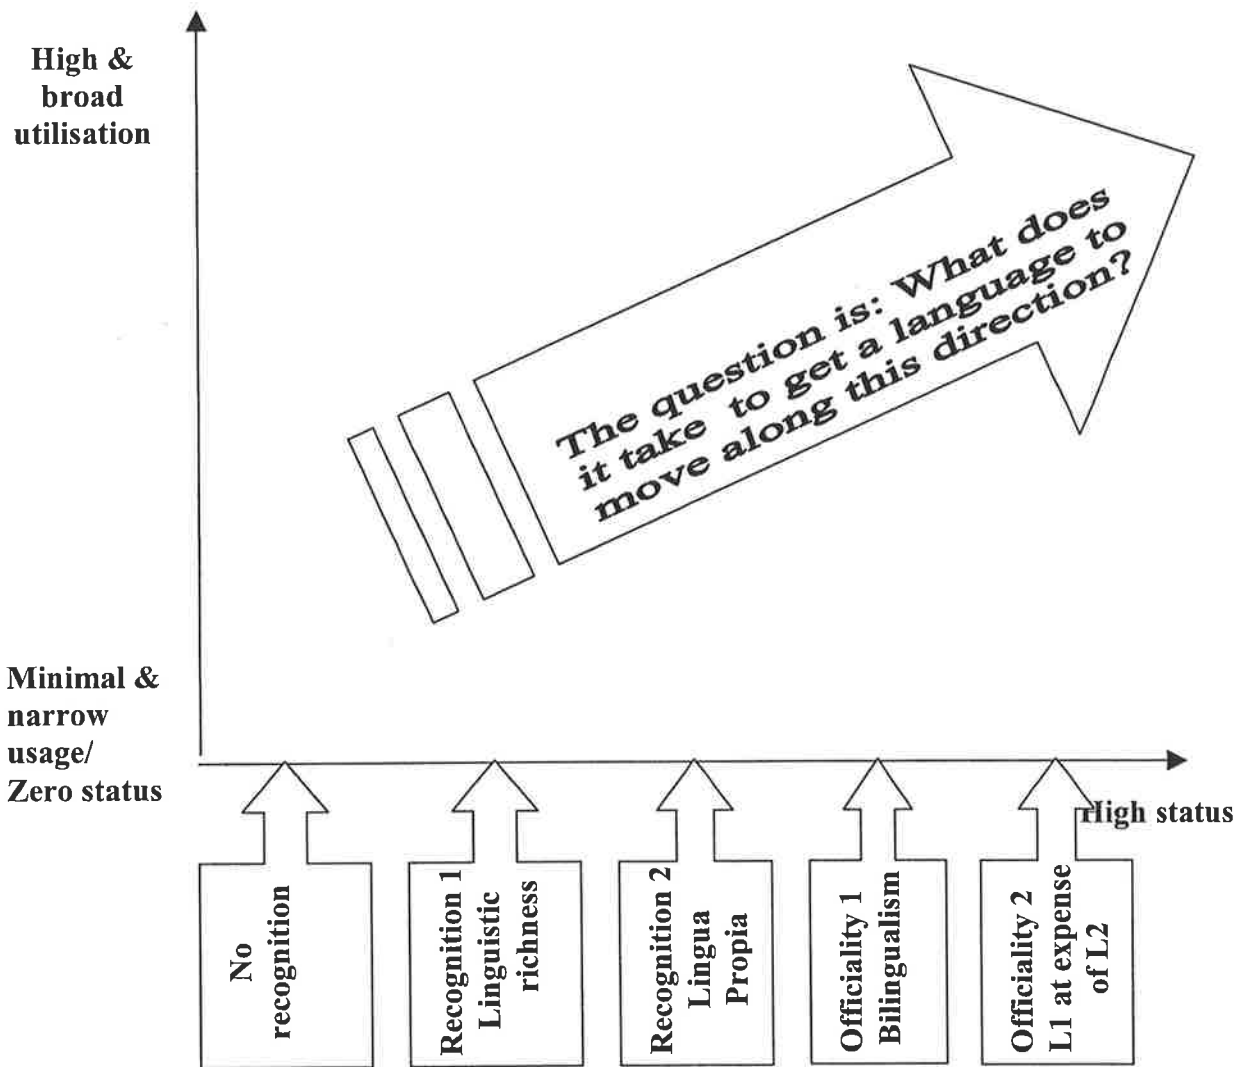 High &
broad
utilisation
The question is: What does
it take to get a language to
move along this direction?
Minimal &
narrow
usage/
Zero status
High status
No
recognition
Recognition 1
Linguistic
richness
Recognition 2
Lingua
Propia
Officiality 1
Bilingualism
Officiality 2
L1 at expense
of L2